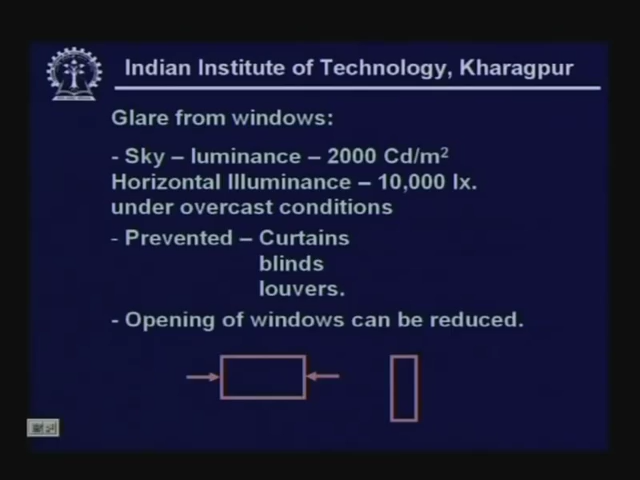 Indian Institute of Technology, Kharagpur
Glare from windows:
- Sky – luminance – 2000 Cd/m²
Horizontal Illuminance – 10,000 lx.
under overcast conditions
- Prevented – Curtains
blinds
louvers.
- Opening of windows can be reduced.